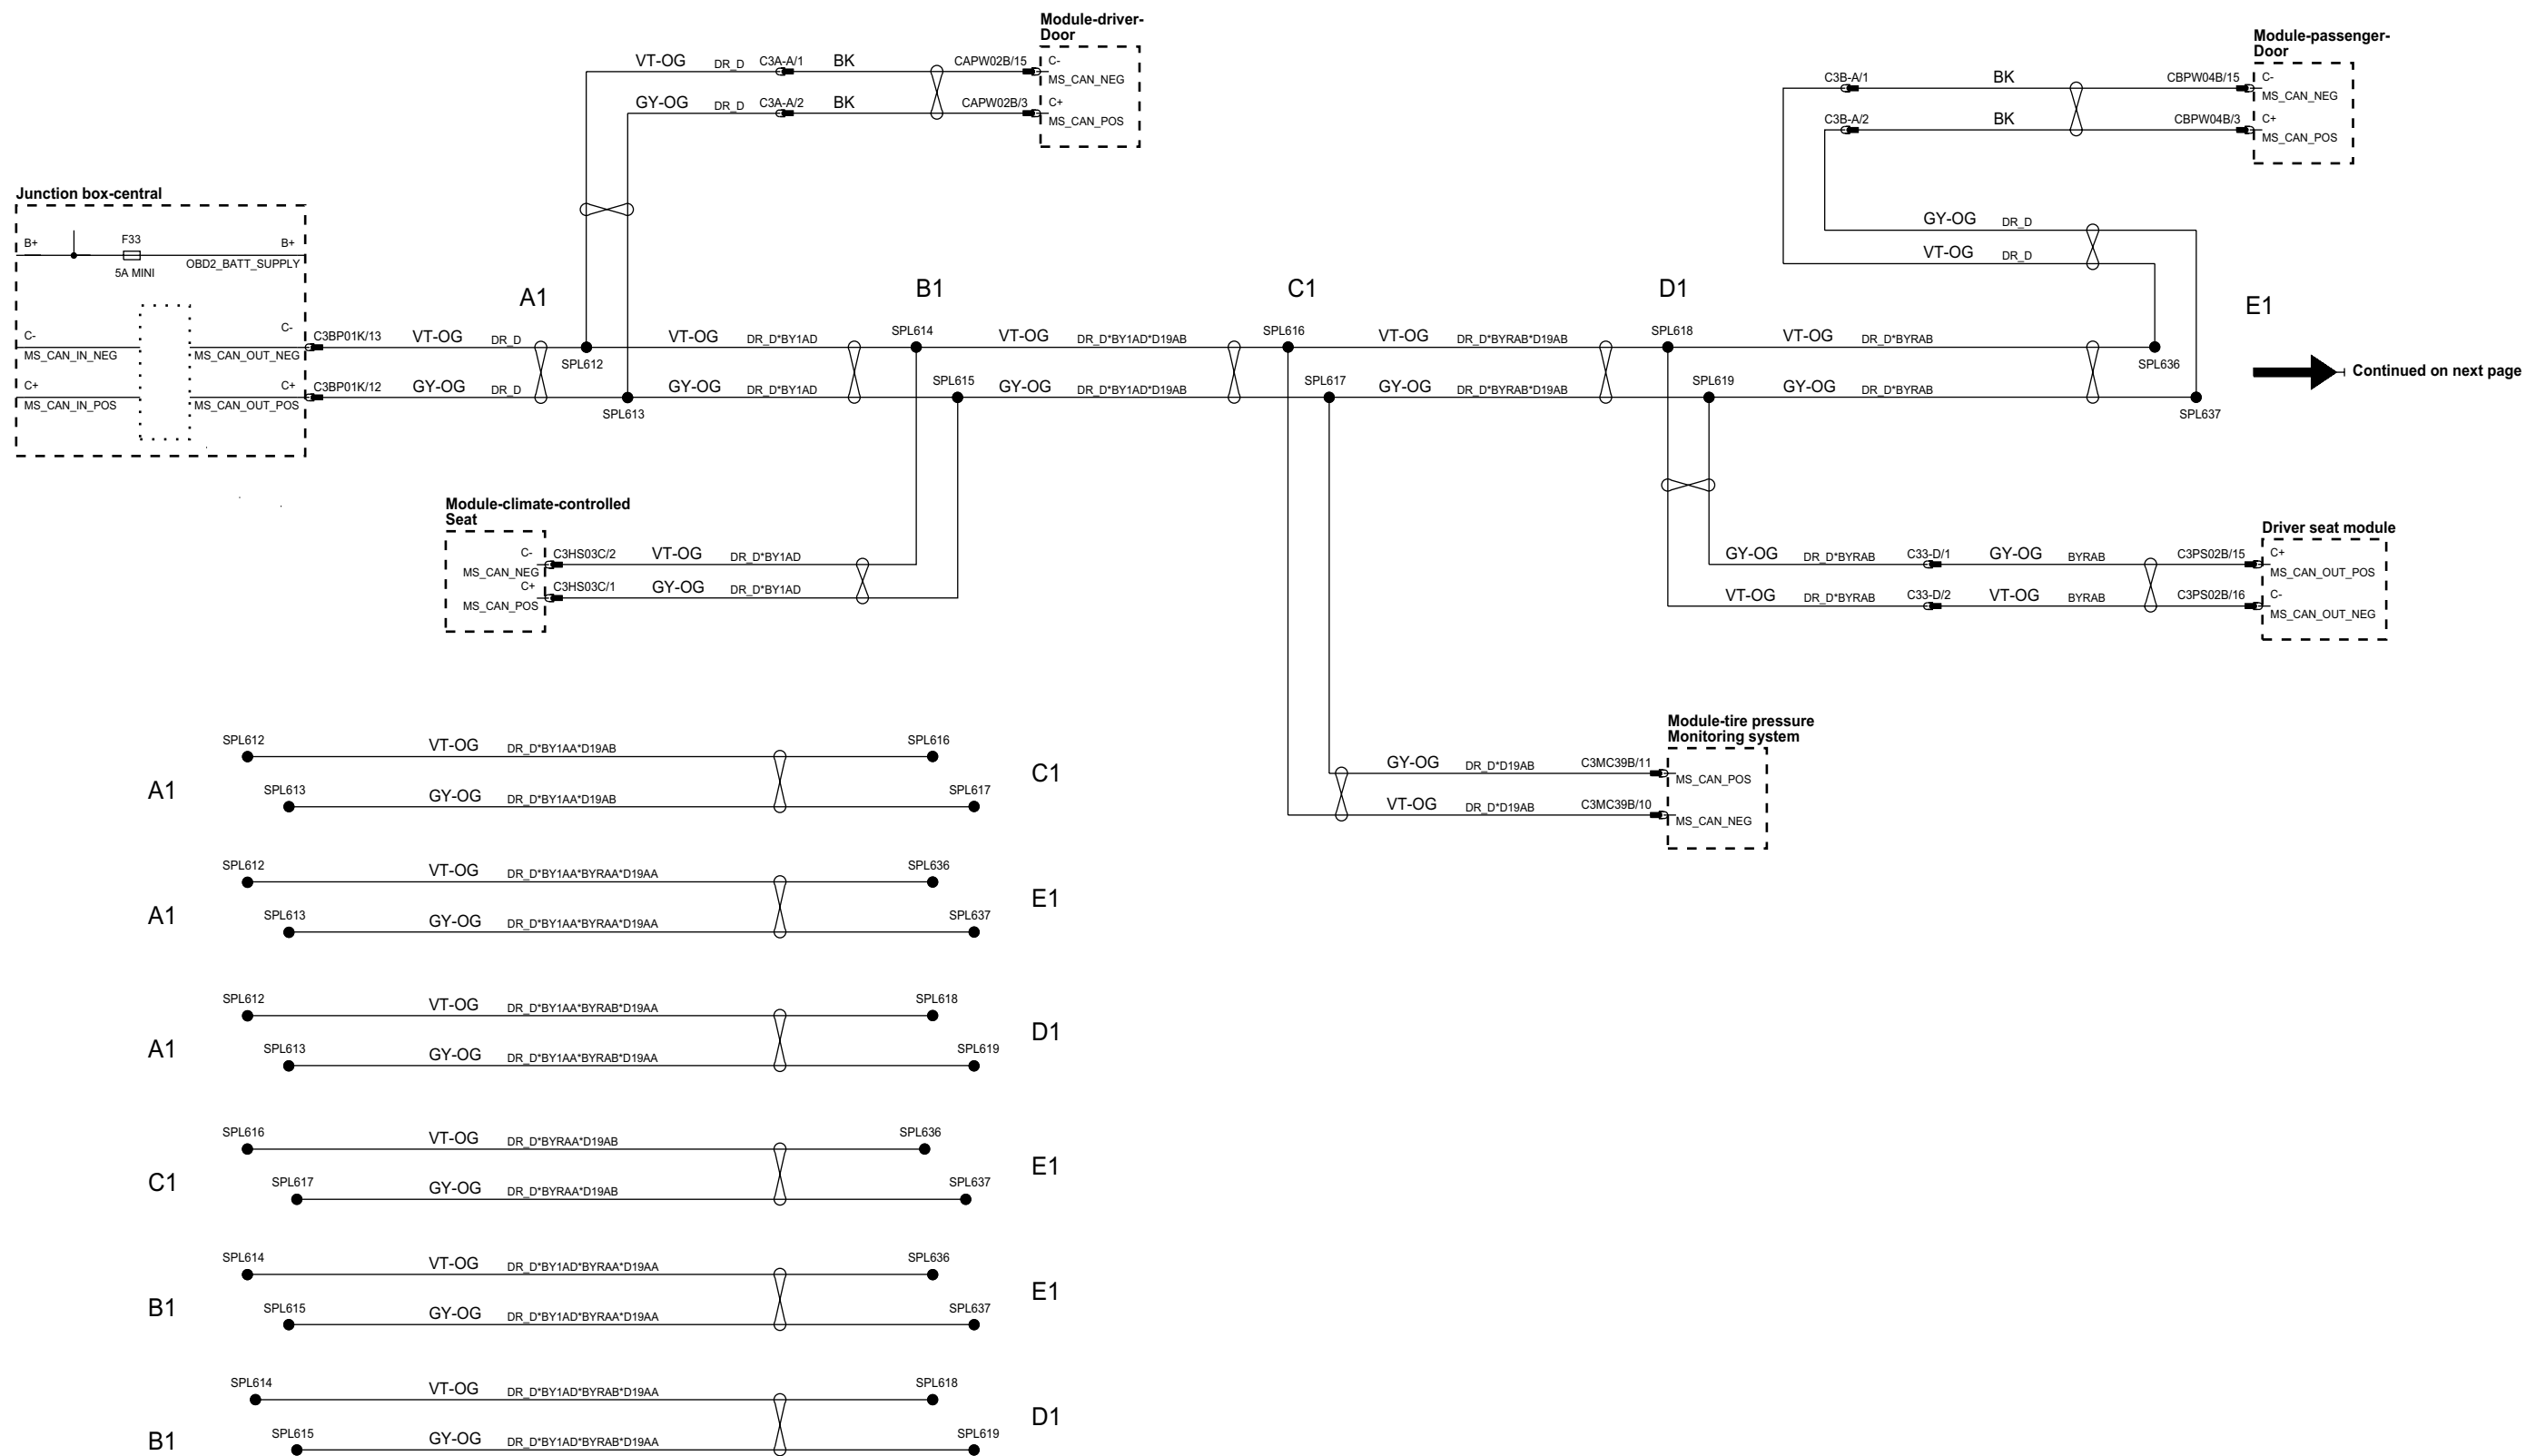 Module-driver-
Door
VT-OG DR_D C3A-A/1 BK CAPW02B/15 C-
MS_CAN_NEG
GY-OG DR_D C3A-A/2 BK CAPW02B/3 C+
MS_CAN_POS
Module-passenger-
Door
C3B-A/1 BK CBPW04B/15 C-
MS_CAN_NEG
C3B-A/2 BK CBPW04B/3 C+
MS_CAN_POS
GY-OG DR_D
VT-OG DR_D
Junction box-central
B+ F33 B+
5A MINI OBD2_BATT_SUPPLY
C- C-
MS_CAN_IN_NEG MS_CAN_OUT_NEG
C+ C+
MS_CAN_IN_POS MS_CAN_OUT_POS
A1 B1 C1 D1 E1
C3BP01K/13 VT-OG DR_D SPL612 VT-OG DR_D*BY1AD SPL614 VT-OG DR_D*BY1AD*D19AB SPL616 VT-OG DR_D*BYRAB*D19AB SPL618 VT-OG DR_D*BYRAB SPL636
C3BP01K/12 GY-OG DR_D SPL613 GY-OG DR_D*BY1AD SPL615 GY-OG DR_D*BY1AD*D19AB SPL617 GY-OG DR_D*BYRAB*D19AB SPL619 GY-OG DR_D*BYRAB SPL637
Continued on next page
Module-climate-controlled
Seat
C- C3HS03C/2 VT-OG DR_D*BY1AD
MS_CAN_NEG
C+ C3HS03C/1 GY-OG DR_D*BY1AD
MS_CAN_POS
Driver seat module
GY-OG DR_D*BYRAB C33-D/1 GY-OG BYRAB C3PS02B/15 C+
MS_CAN_OUT_POS
VT-OG DR_D*BYRAB C33-D/2 VT-OG BYRAB C3PS02B/16 C-
MS_CAN_OUT_NEG
Module-tire pressure
Monitoring system
GY-OG DR_D*D19AB C3MC39B/11
MS_CAN_POS
VT-OG DR_D*D19AB C3MC39B/10
MS_CAN_NEG
SPL612 VT-OG DR_D*BY1AA*D19AB SPL616
A1 C1
SPL613 GY-OG DR_D*BY1AA*D19AB SPL617
SPL612 VT-OG DR_D*BY1AA*BYRAA*D19AA SPL636
A1 E1
SPL613 GY-OG DR_D*BY1AA*BYRAA*D19AA SPL637
SPL612 VT-OG DR_D*BY1AA*BYRAB*D19AA SPL618
A1 D1
SPL613 GY-OG DR_D*BY1AA*BYRAB*D19AA SPL619
SPL616 VT-OG DR_D*BYRAA*D19AB SPL636
C1 E1
SPL617 GY-OG DR_D*BYRAA*D19AB SPL637
SPL614 VT-OG DR_D*BY1AD*BYRAA*D19AA SPL636
B1 E1
SPL615 GY-OG DR_D*BY1AD*BYRAA*D19AA SPL637
SPL614 VT-OG DR_D*BY1AD*BYRAB*D19AA SPL618
B1 D1
SPL615 GY-OG DR_D*BY1AD*BYRAB*D19AA SPL619